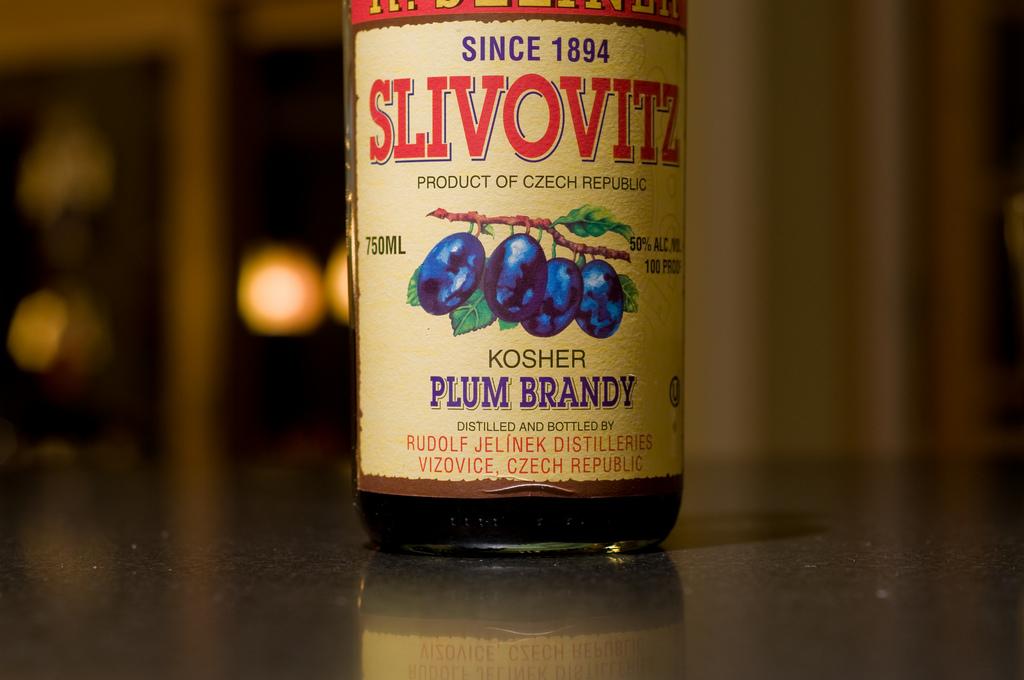 R. JELÍNEK
SINCE 1894
SLIVOVITZ
PRODUCT OF CZECH REPUBLIC
750ML
50% ALC./VOL.
100 PROOF
KOSHER
PLUM BRANDY
U
DISTILLED AND BOTTLED BY
RUDOLF JELÍNEK DISTILLERIES
VIZOVICE, CZECH REPUBLIC